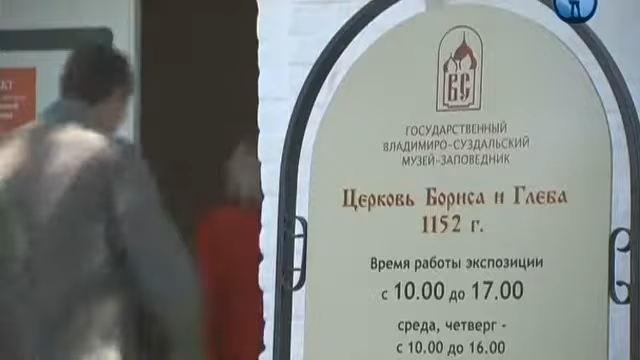 ВС
ГОСУДАРСТВЕННЫЙ
ВЛАДИМИРО-СУЗДАЛЬСКИЙ
МУЗЕЙ-ЗАПОВЕДНИК
Церковь Бориса и Глеба
1152 г.
Время работы экспозиции
с 10.00 до 17.00
среда, четверг -
с 10.00 до 16.00